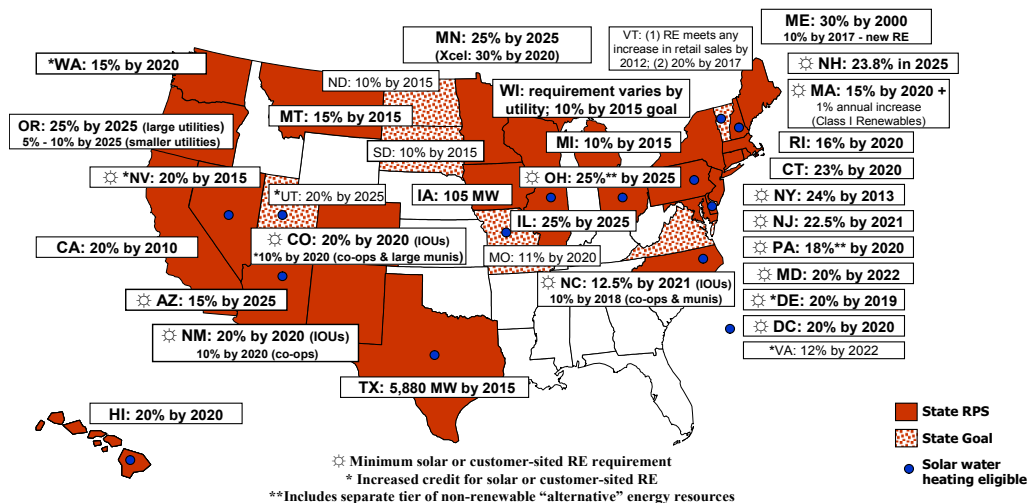 ME: 30% by 2000
10% by 2017 - new RE
MN: 25% by 2025
(Xcel: 30% by 2020)
VT: (1) RE meets any
increase in retail sales by
2012; (2) 20% by 2017
*WA: 15% by 2020
☼ NH: 23.8% in 2025
ND: 10% by 2015
WI: requirement varies by
utility; 10% by 2015 goal
☼ MA: 15% by 2020 +
1% annual increase
(Class I Renewables)
MT: 15% by 2015
OR: 25% by 2025 (large utilities)
5% - 10% by 2025 (smaller utilities)
MI: 10% by 2015
RI: 16% by 2020
SD: 10% by 2015
CT: 23% by 2020
☼ *NV: 20% by 2015
☼ OH: 25%** by 2025
*UT: 20% by 2025
IA: 105 MW
☼ NY: 24% by 2013
IL: 25% by 2025
☼ NJ: 22.5% by 2021
CA: 20% by 2010
☼ CO: 20% by 2020 (IOUs)
*10% by 2020 (co-ops & large munis)
MO: 11% by 2020
☼ PA: 18%** by 2020
☼ MD: 20% by 2022
☼ NC: 12.5% by 2021 (IOUs)
10% by 2018 (co-ops & munis)
☼ AZ: 15% by 2025
☼ *DE: 20% by 2019
☼ DC: 20% by 2020
☼ NM: 20% by 2020 (IOUs)
10% by 2020 (co-ops)
*VA: 12% by 2022
TX: 5,880 MW by 2015
HI: 20% by 2020
State RPS
State Goal
Solar water
heating eligible
☼ Minimum solar or customer-sited RE requirement
* Increased credit for solar or customer-sited RE
**Includes separate tier of non-renewable “alternative” energy resources